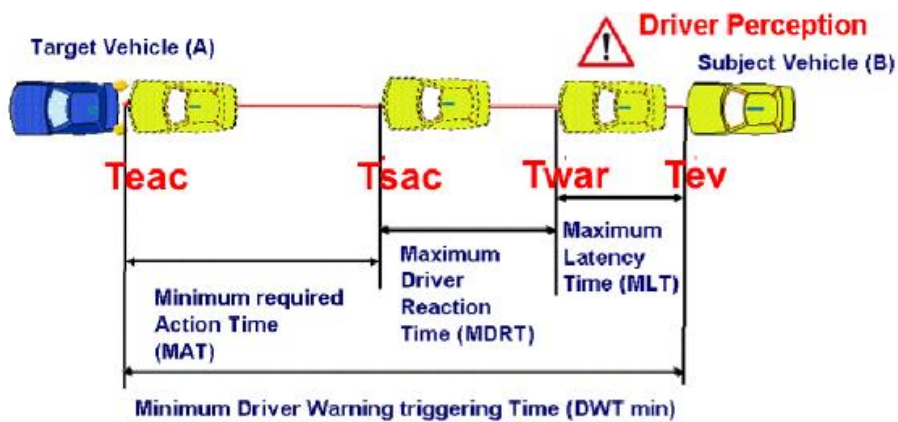 Driver Perception
Target Vehicle (A)
Subject Vehicle (B)
!
Teac
Tsac
Twar
Tev
Maximum
Latency
Time (MLT)
Maximum
Driver
Reaction
Time (MDRT)
Minimum required
Action Time
(MAT)
Minimum Driver Warning triggering Time (DWT min)